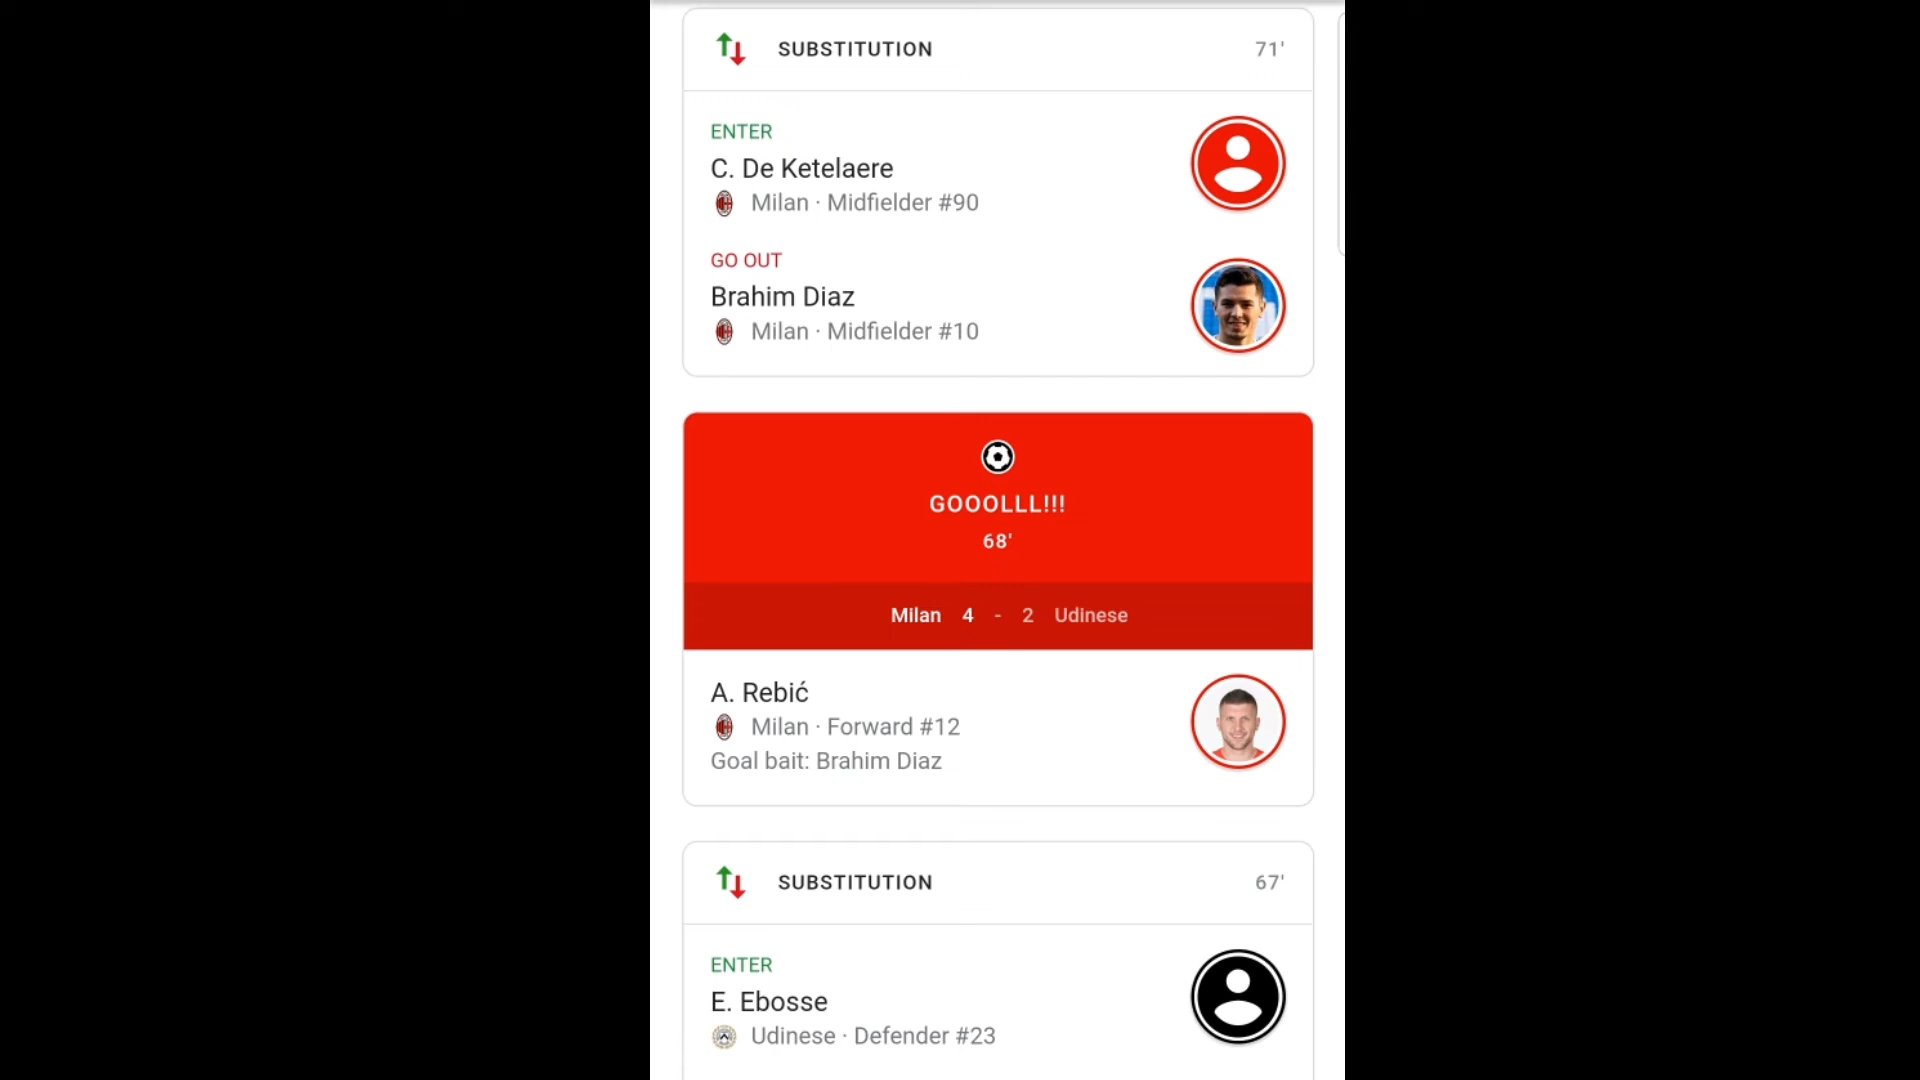 SUBSTITUTION 71'
ENTER
C. De Ketelaere
Milan · Midfielder #90
GO OUT
Brahim Diaz
Milan · Midfielder #10
GOOOLLL!!!
68'
Milan 4 - 2 Udinese
A. Rebić
Milan · Forward #12
Goal bait: Brahim Diaz
SUBSTITUTION 67'
ENTER
E. Ebosse
Udinese · Defender #23